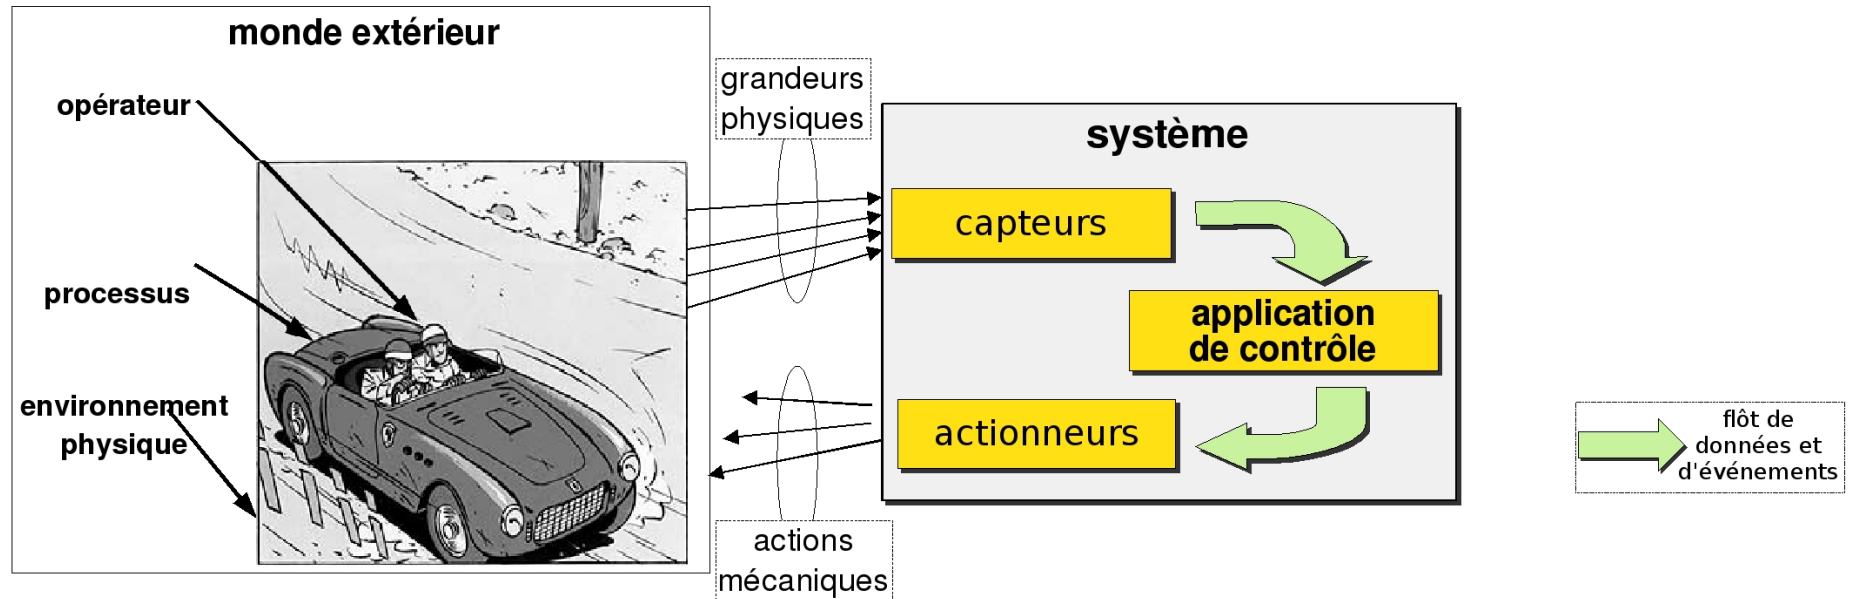 monde extérieur
opérateur
processus
environnement
physique
grandeurs
physiques
actions
mécaniques
système
capteurs
application
de contrôle
actionneurs
flôt de
données et
d'événements